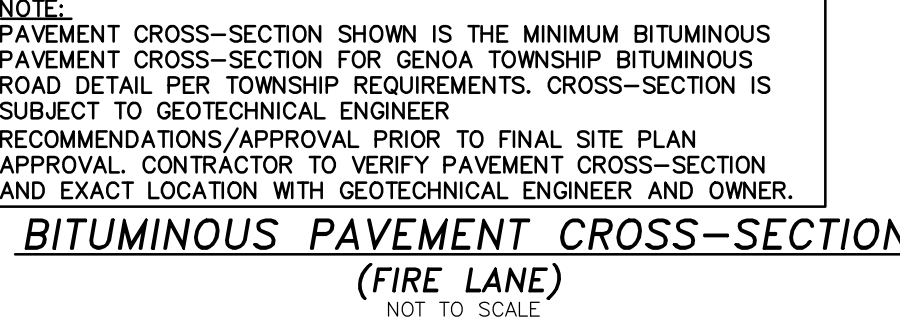 NOTE:
PAVEMENT CROSS-SECTION SHOWN IS THE MINIMUM BITUMINOUS
PAVEMENT CROSS-SECTION FOR GENOA TOWNSHIP BITUMINOUS
ROAD DETAIL PER TOWNSHIP REQUIREMENTS. CROSS-SECTION IS
SUBJECT TO GEOTECHNICAL ENGINEER
RECOMMENDATIONS/APPROVAL PRIOR TO FINAL SITE PLAN
APPROVAL. CONTRACTOR TO VERIFY PAVEMENT CROSS-SECTION
AND EXACT LOCATION WITH GEOTECHNICAL ENGINEER AND OWNER.
BITUMINOUS PAVEMENT CROSS-SECTION
(FIRE LANE)
NOT TO SCALE